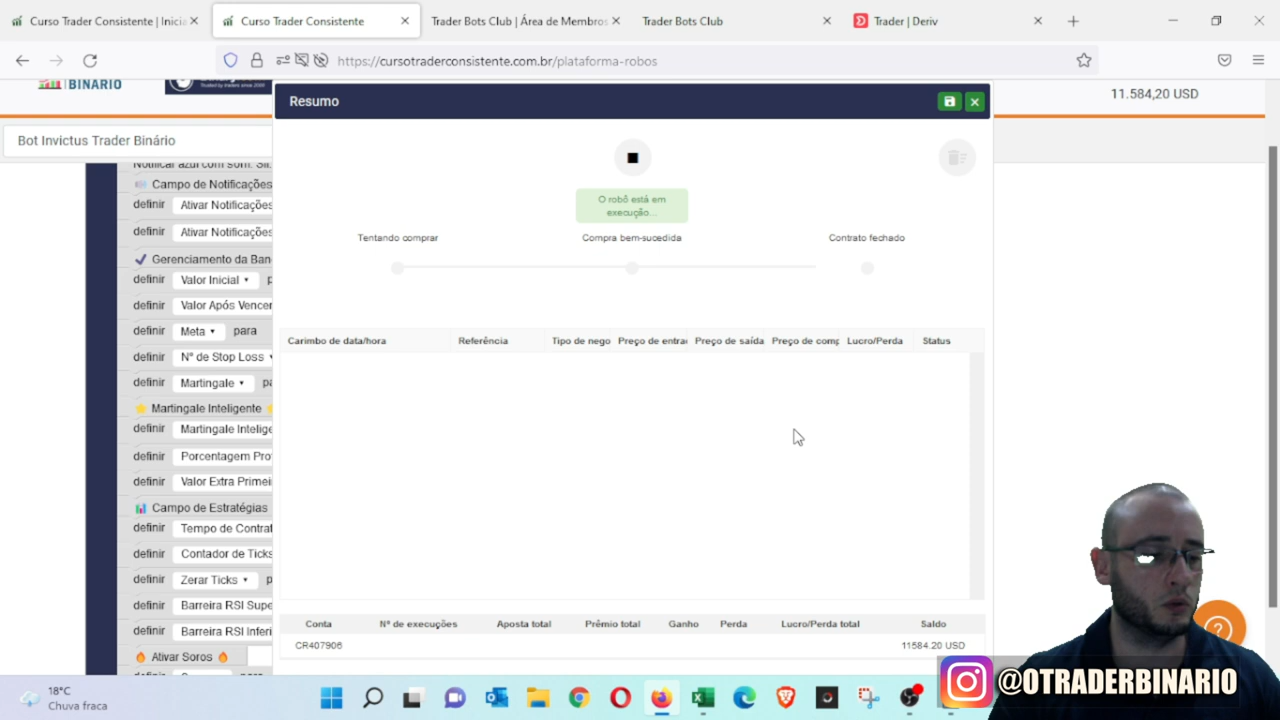 Curso Trader Consistente | Inicia
Curso Trader Consistente
Trader Bots Club | Área de Membros
Trader Bots Club
Trader | Deriv
https://cursotraderconsistente.com.br/plataforma-robos
BINÁRIO
11.584,20 USD
Resumo
Bot Invictus Trader Binário
Notificar azul com som: Sil.
Campo de Notificações
definir Ativar Notificações
definir Ativar Notificações
Gerenciamento da Ban
definir Valor Inicial
definir Valor Após Vencer
definir Meta para
definir Nº de Stop Loss
definir Martingale pa
Martingale Inteligente
definir Martingale Intelige
definir Porcentagem Pro
definir Valor Extra Primei
Campo de Estratégias
definir Tempo de Contrat
definir Contador de Ticks
definir Zerar Ticks p
definir Barreira RSI Supe
definir Barreira RSI Inferi
Ativar Soros
O robô está em
execução...
Tentando comprar Compra bem-sucedida Contrato fechado
Carimbo de data/hora Referência Tipo de nego Preço de entra Preço de saída Preço de comp Lucro/Perda Status
Conta Nº de execuções Aposta total Prêmio total Ganho Perda Lucro/Perda total Saldo
CR407906 11584.20 USD
?
@OTRADERBINARIO
18°C
Chuva fraca